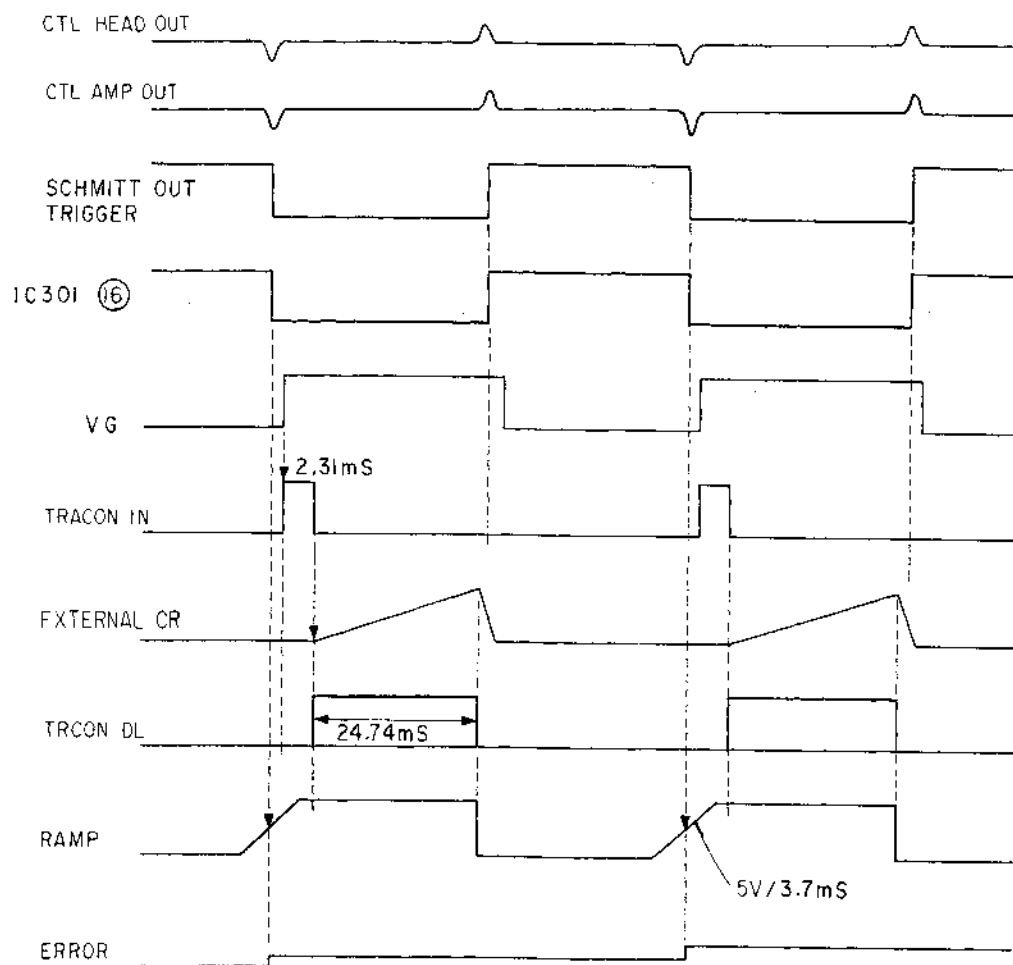 CTL HEAD OUT
CTL AMP OUT
SCHMITT OUT
TRIGGER
IC301 ⑯
VG
2.31mS
TRACON IN
EXTERNAL CR
TRCON DL
24.74mS
RAMP
5V/3.7mS
ERROR